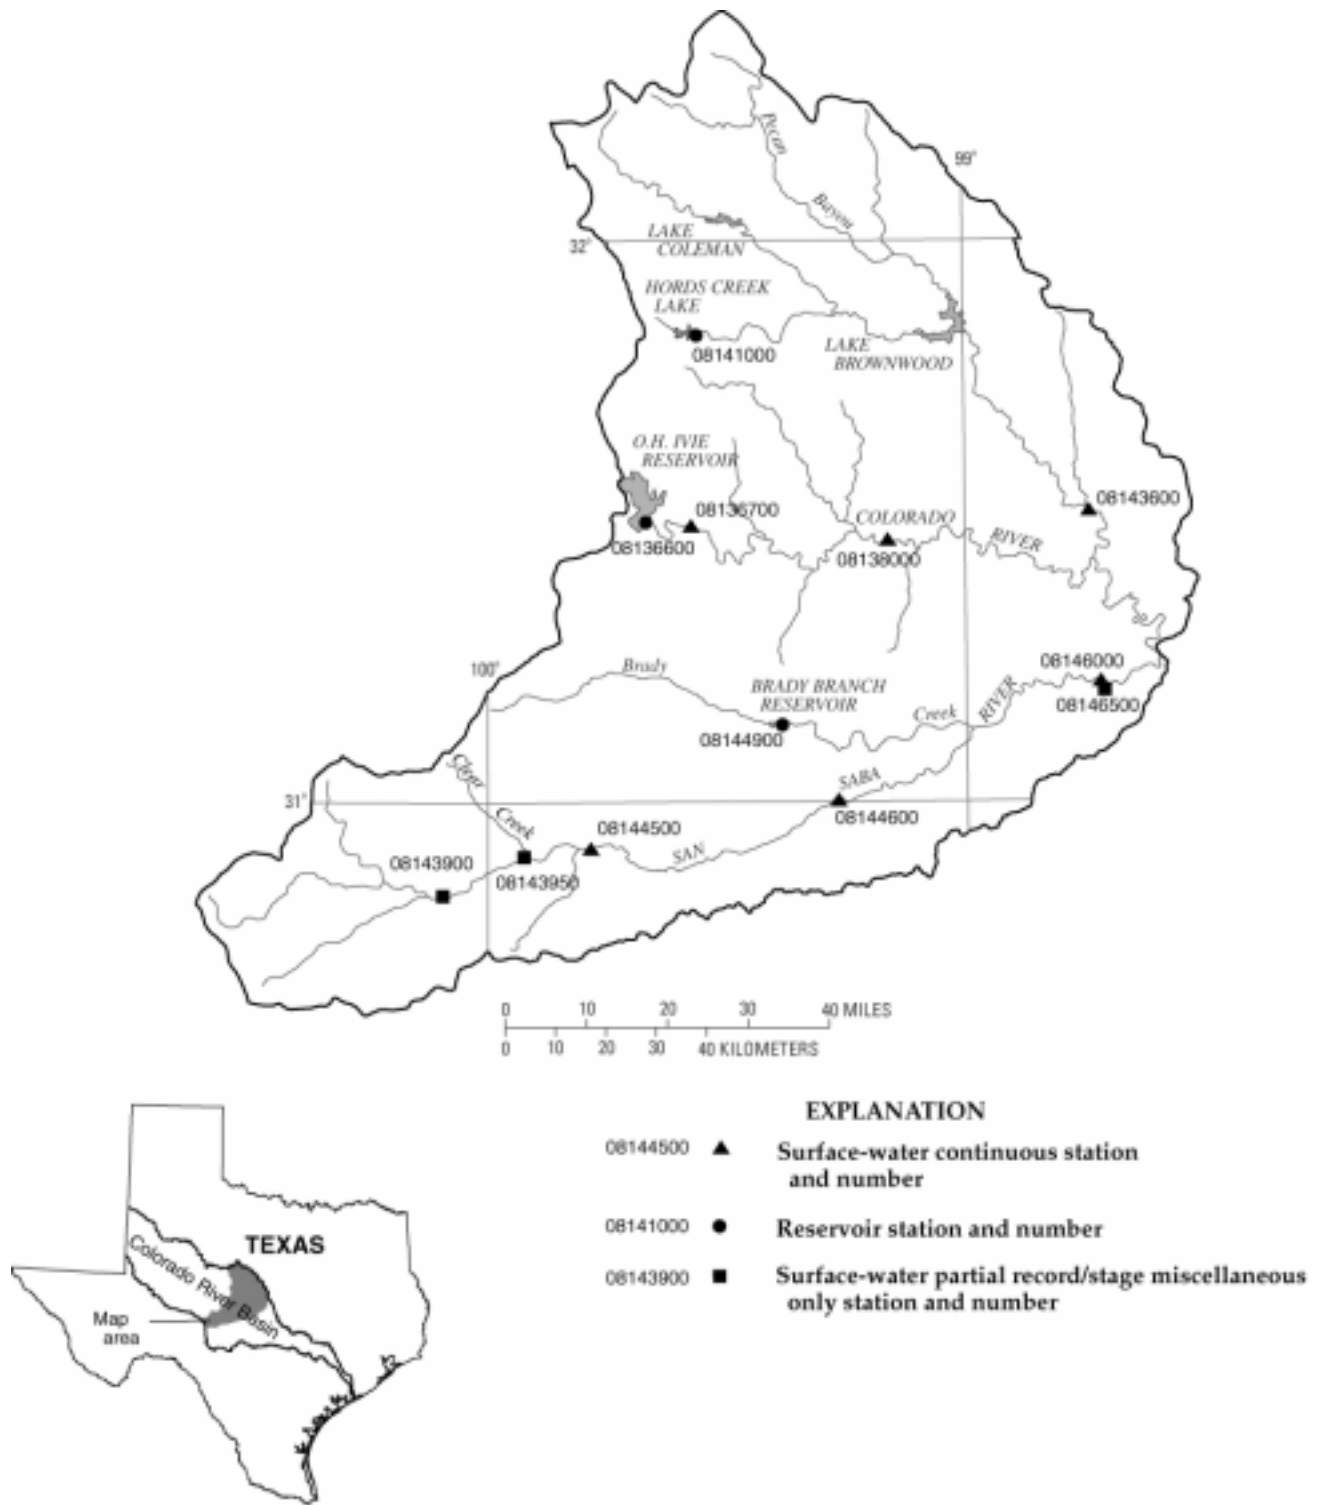 Pecan
99°
Bayou
LAKE
COLEMAN
32°
HORDS CREEK
LAKE
08141000
LAKE
BROWNWOOD
O.H. IVIE
RESERVOIR
08143600
08136700
COLORADO
RIVER
08136600
08138000
08146000
100°
Brady
BRADY BRANCH
RESERVOIR
RIVER
08146500
Creek
08144900
Clear
SABA
31°
Creek
08144500
08144600
SAN
08143900
08143950
0 10 20 30 40 MILES
0 10 20 30 40 KILOMETERS
EXPLANATION
08144500 Surface-water continuous station
and number
08141000 Reservoir station and number
08143900 Surface-water partial record/stage miscellaneous
only station and number
TEXAS
Colorado River Basin
Map
area